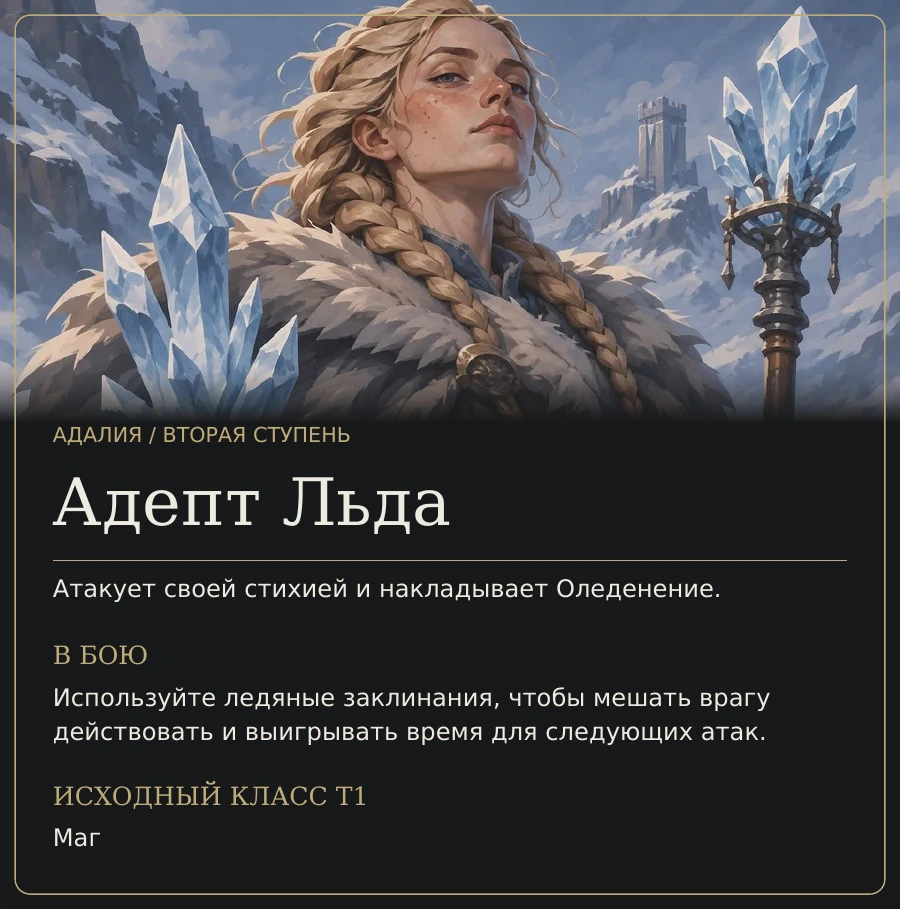 АДАЛИЯ / ВТОРАЯ СТУПЕНЬ
Адепт Льда
Атакует своей стихией и накладывает Оледенение.
В БОЮ
Используйте ледяные заклинания, чтобы мешать врагу
действовать и выигрывать время для следующих атак.
ИСХОДНЫЙ КЛАСС Т1
Маг